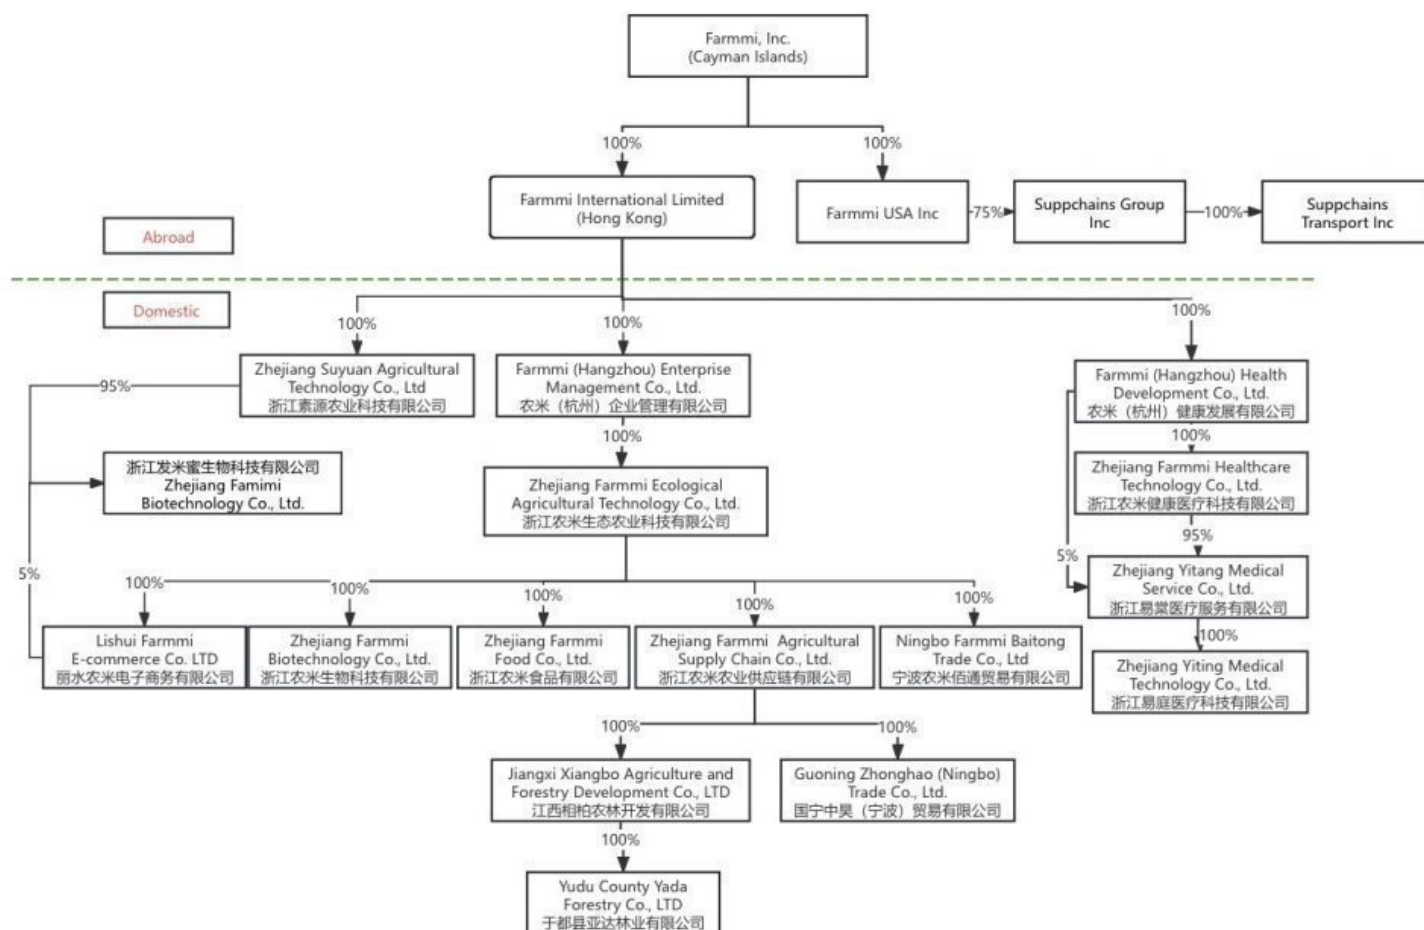 Farmmi, Inc.
(Cayman Islands)
100%
100%
Farmmi International Limited
(Hong Kong)
Farmmi USA Inc
75%
Suppchains Group
Inc
100%
Suppchains
Transport Inc
Abroad
Domestic
100%
100%
100%
Zhejiang Suyuan Agricultural
Technology Co., Ltd
浙江素源农业科技有限公司
Farmmi (Hangzhou) Enterprise
Management Co., Ltd.
农米（杭州）企业管理有限公司
Farmmi (Hangzhou) Health
Development Co., Ltd.
农米（杭州）健康发展有限公司
95%
100%
100%
浙江发米蜜生物科技有限公司
Zhejiang Famimi
Biotechnology Co., Ltd.
Zhejiang Farmmi Ecological
Agricultural Technology Co., Ltd.
浙江农米生态农业科技有限公司
Zhejiang Farmmi Healthcare
Technology Co., Ltd.
浙江农米健康医疗科技有限公司
95%
5%
5%
Zhejiang Yitang Medical
Service Co., Ltd.
浙江易棠医疗服务有限公司
100%
100%
100%
100%
100%
100%
Lishui Farmmi
E-commerce Co. LTD
丽水农米电子商务有限公司
Zhejiang Farmmi
Biotechnology Co., Ltd.
浙江农米生物科技有限公司
Zhejiang Farmmi
Food Co., Ltd.
浙江农米食品有限公司
Zhejiang Farmmi Agricultural
Supply Chain Co., Ltd.
浙江农米农业供应链有限公司
Ningbo Farmmi Baitong
Trade Co., Ltd
宁波农米佰通贸易有限公司
Zhejiang Yiting Medical
Technology Co., Ltd.
浙江易庭医疗科技有限公司
100%
100%
Jiangxi Xiangbo Agriculture and
Forestry Development Co., LTD
江西相柏农林开发有限公司
Guoning Zhonghao (Ningbo)
Trade Co., Ltd.
国宁中昊（宁波）贸易有限公司
100%
Yudu County Yada
Forestry Co., LTD
于都县亚达林业有限公司